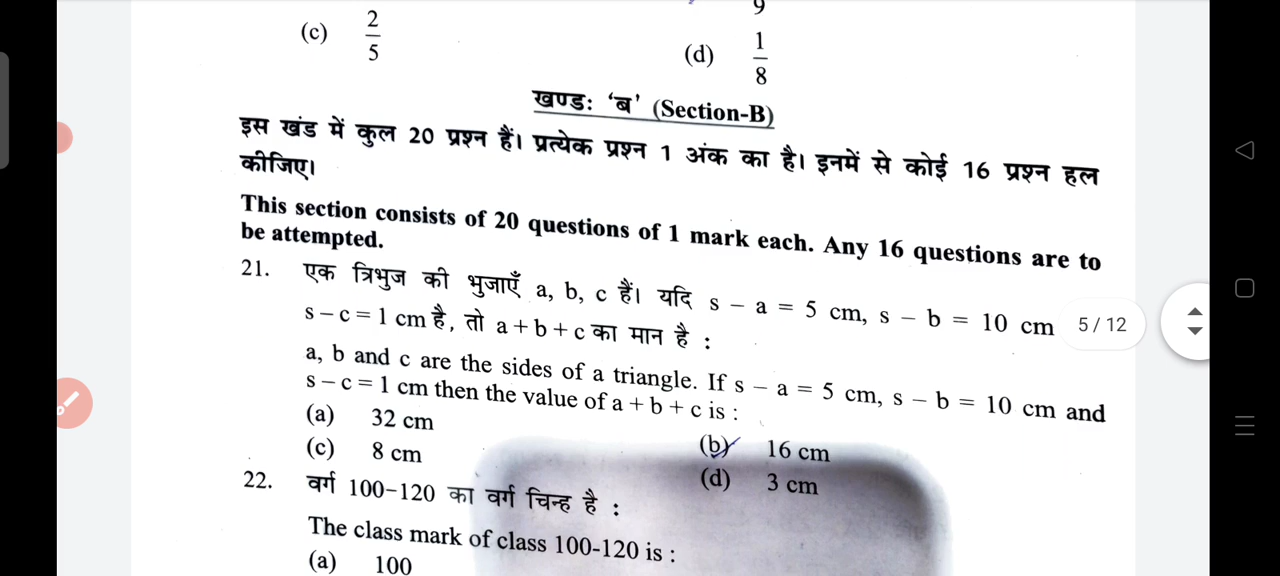 9
(c) 2/5
(d) 1/8
खण्ड: 'ब' (Section-B)
इस खंड में कुल 20 प्रश्न हैं। प्रत्येक प्रश्न 1 अंक का है। इनमें से कोई 16 प्रश्न हल
कीजिए।
This section consists of 20 questions of 1 mark each. Any 16 questions are to
be attempted.
21. एक त्रिभुज की भुजाएँ a, b, c हैं। यदि s – a = 5 cm, s – b = 10 cm
s – c = 1 cm है, तो a + b + c का मान है :
5 / 12
a, b and c are the sides of a triangle. If s – a = 5 cm, s – b = 10 cm and
s – c = 1 cm then the value of a + b + c is :
(a) 32 cm
(b) 16 cm
(c) 8 cm
(d) 3 cm
22. वर्ग 100-120 का वर्ग चिन्ह है :
The class mark of class 100-120 is :
(a) 100